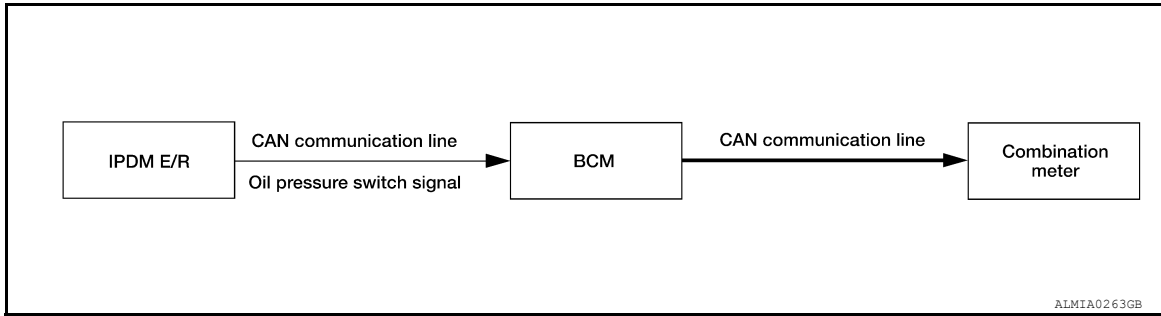 IPDM E/R
CAN communication line
Oil pressure switch signal
BCM
CAN communication line
Combination
meter
ALMIA0263GB